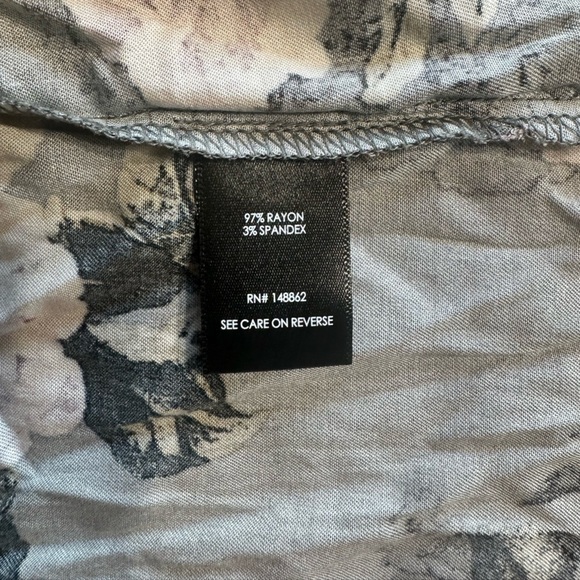 97% RAYON
3% SPANDEX
RN# 148862
SEE CARE ON REVERSE